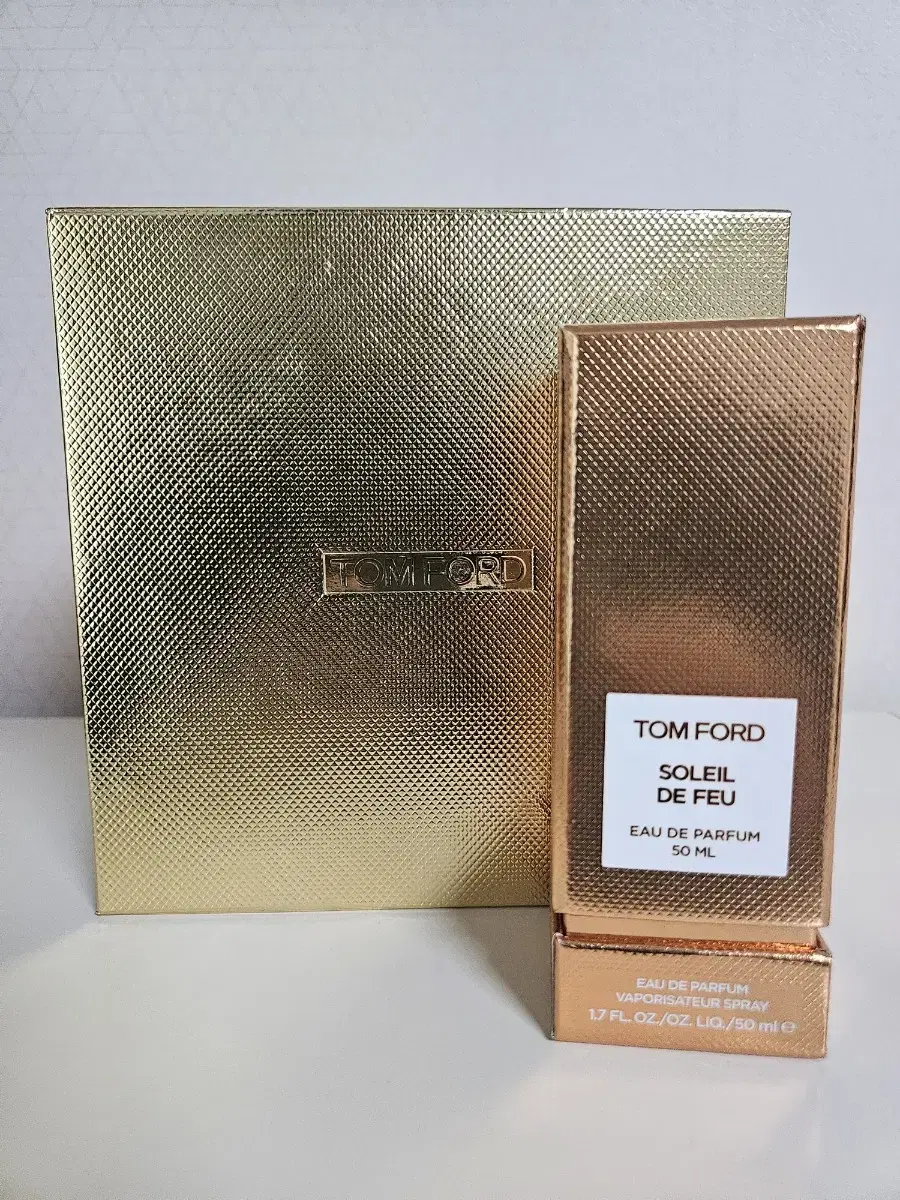 TOM FORD
TOM FORD
SOLEIL
DE FEU
EAU DE PARFUM
50 ML
EAU DE PARFUM
VAPORISATEUR SPRAY
1.7 FL. OZ./OZ. LIQ./50 ml ℮